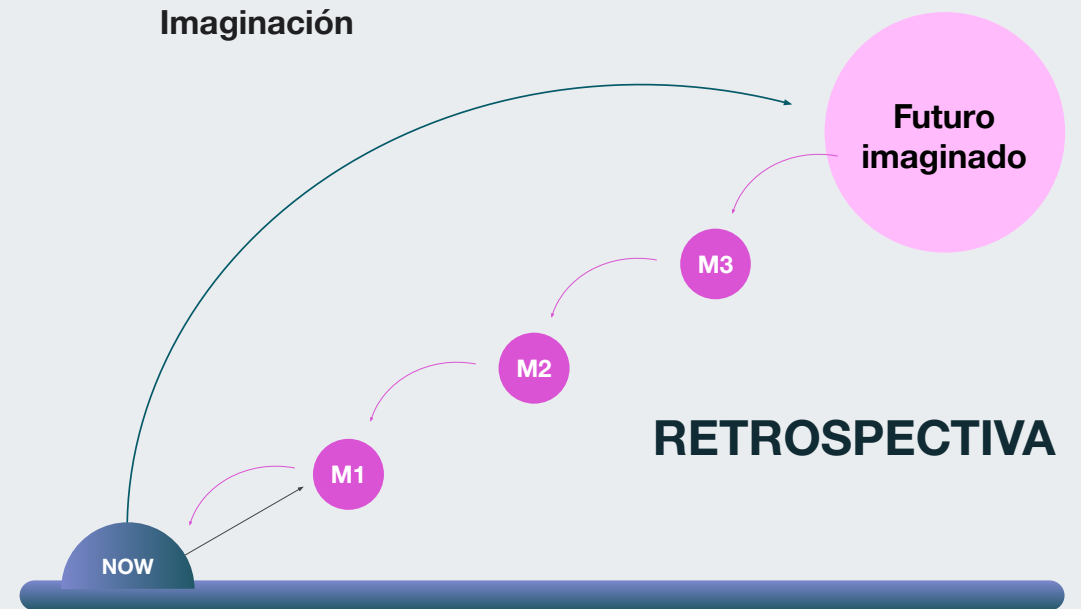 Imaginación
Futuro
imaginado
M3
M2
RETROSPECTIVA
M1
NOW